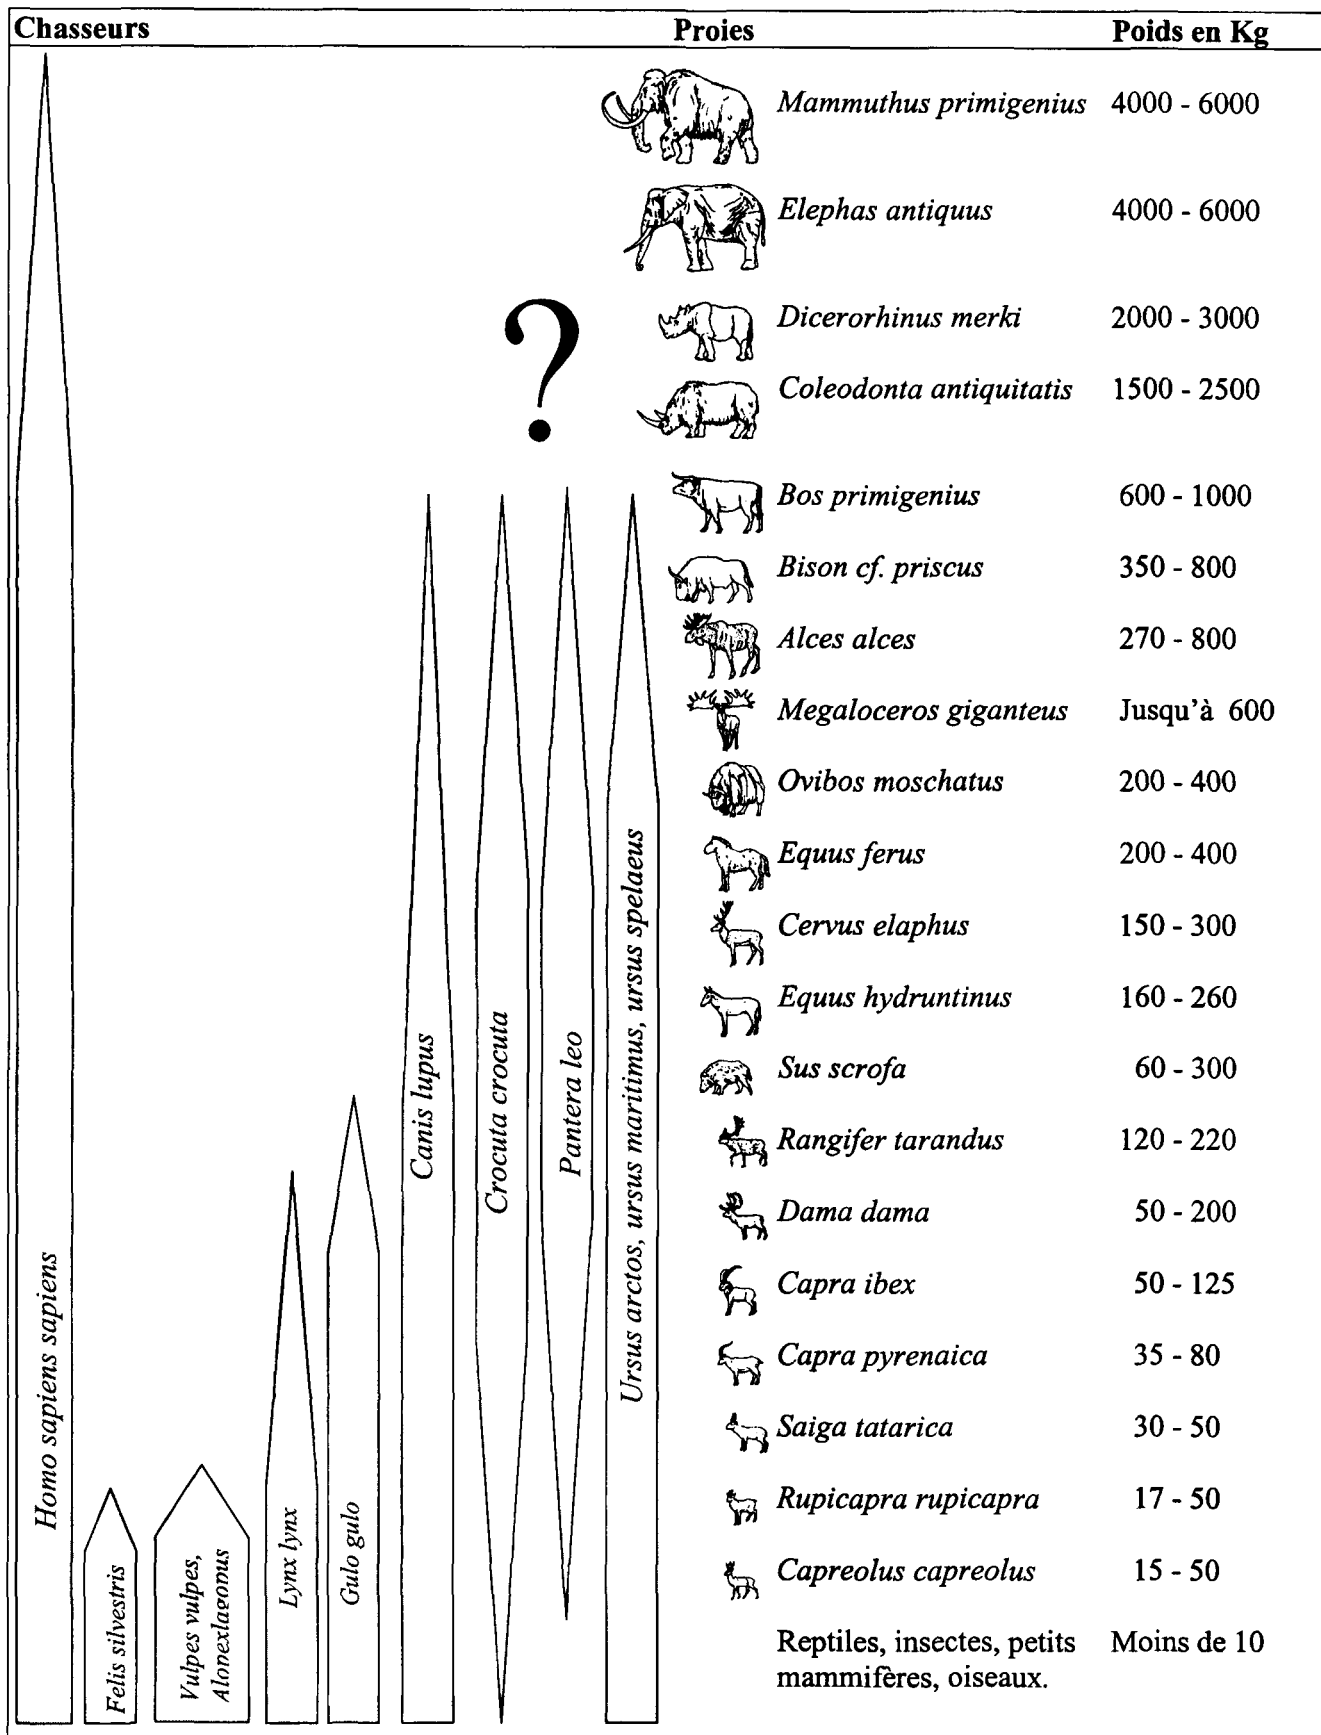 Chasseurs Proies Poids en Kg
Mammuthus primigenius 4000 - 6000
Elephas antiquus 4000 - 6000
?
Dicerorhinus merki 2000 - 3000
Coleodonta antiquitatis 1500 - 2500
Bos primigenius 600 - 1000
Bison cf. priscus 350 - 800
Alces alces 270 - 800
Megaloceros giganteus Jusqu'à 600
Ovibos moschatus 200 - 400
Equus ferus 200 - 400
Cervus elaphus 150 - 300
Equus hydruntinus 160 - 260
Sus scrofa 60 - 300
Rangifer tarandus 120 - 220
Dama dama 50 - 200
Capra ibex 50 - 125
Capra pyrenaica 35 - 80
Saiga tatarica 30 - 50
Rupicapra rupicapra 17 - 50
Capreolus capreolus 15 - 50
Reptiles, insectes, petits Moins de 10
mammifères, oiseaux.
Homo sapiens sapiens
Felis silvestris
Vulpes vulpes,
Alopexlagopus
Lynx lynx
Gulo gulo
Canis lupus
Crocuta crocuta
Pantera leo
Ursus arctos, ursus maritimus, ursus spelaeus